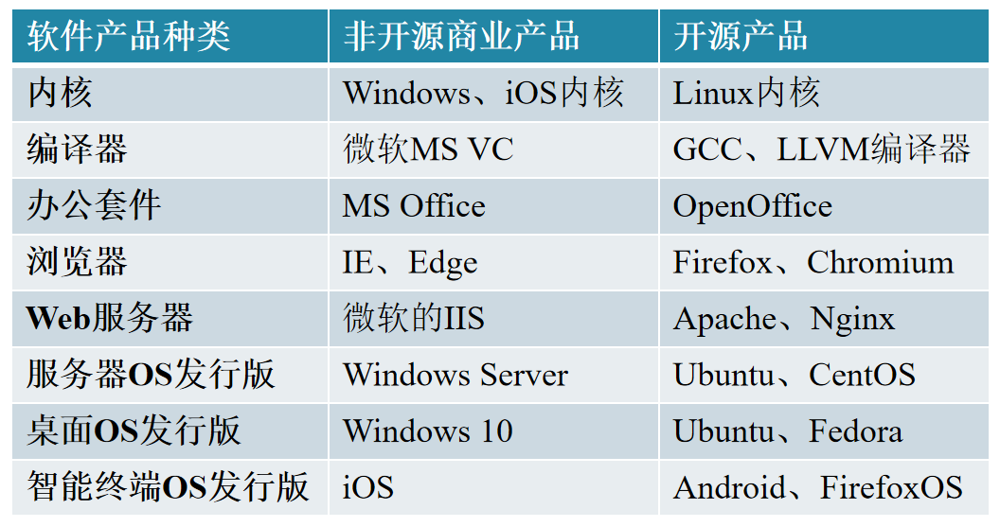 软件产品种类 非开源商业产品 开源产品
内核 Windows、iOS内核 Linux内核
编译器 微软MS VC GCC、LLVM编译器
办公套件 MS Office OpenOffice
浏览器 IE、Edge Firefox、Chromium
Web服务器 微软的IIS Apache、Nginx
服务器OS发行版 Windows Server Ubuntu、CentOS
桌面OS发行版 Windows 10 Ubuntu、Fedora
智能终端OS发行版 iOS Android、FirefoxOS